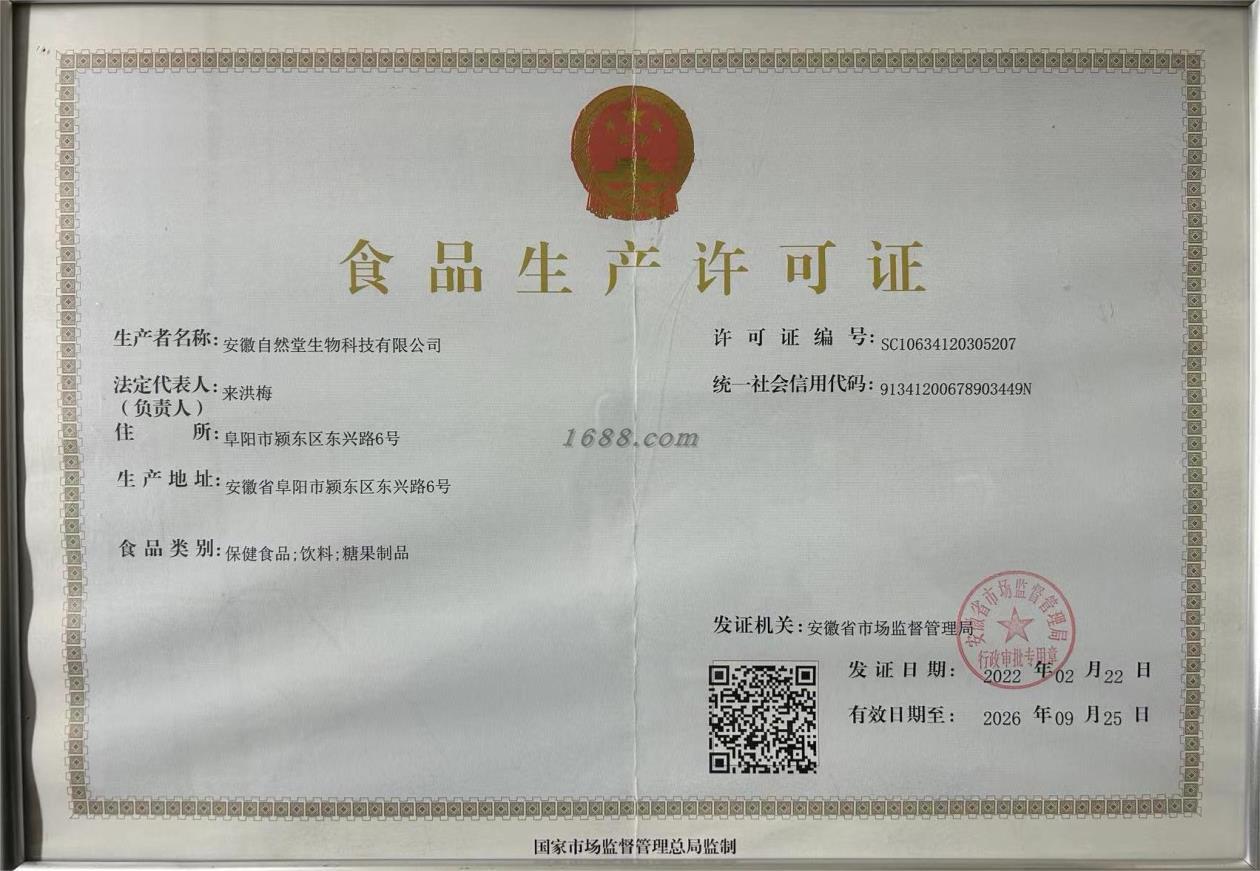 食品生产许可证
生产者名称: 安徽自然堂生物科技有限公司
许可证编号: SC10634120305207
法定代表人: 来洪梅
(负责人)
统一社会信用代码: 91341200678903449N
住所: 阜阳市颍东区东兴路6号
1688.com
生产地址: 安徽省阜阳市颍东区东兴路6号
食品类别: 保健食品;饮料;糖果制品
发证机关: 安徽省市场监督管理局
安徽省市场监督管理局
行政审批专用章
发证日期: 2022 年 02 月 22 日
有效日期至: 2026 年 09 月 25 日
国家市场监督管理总局监制